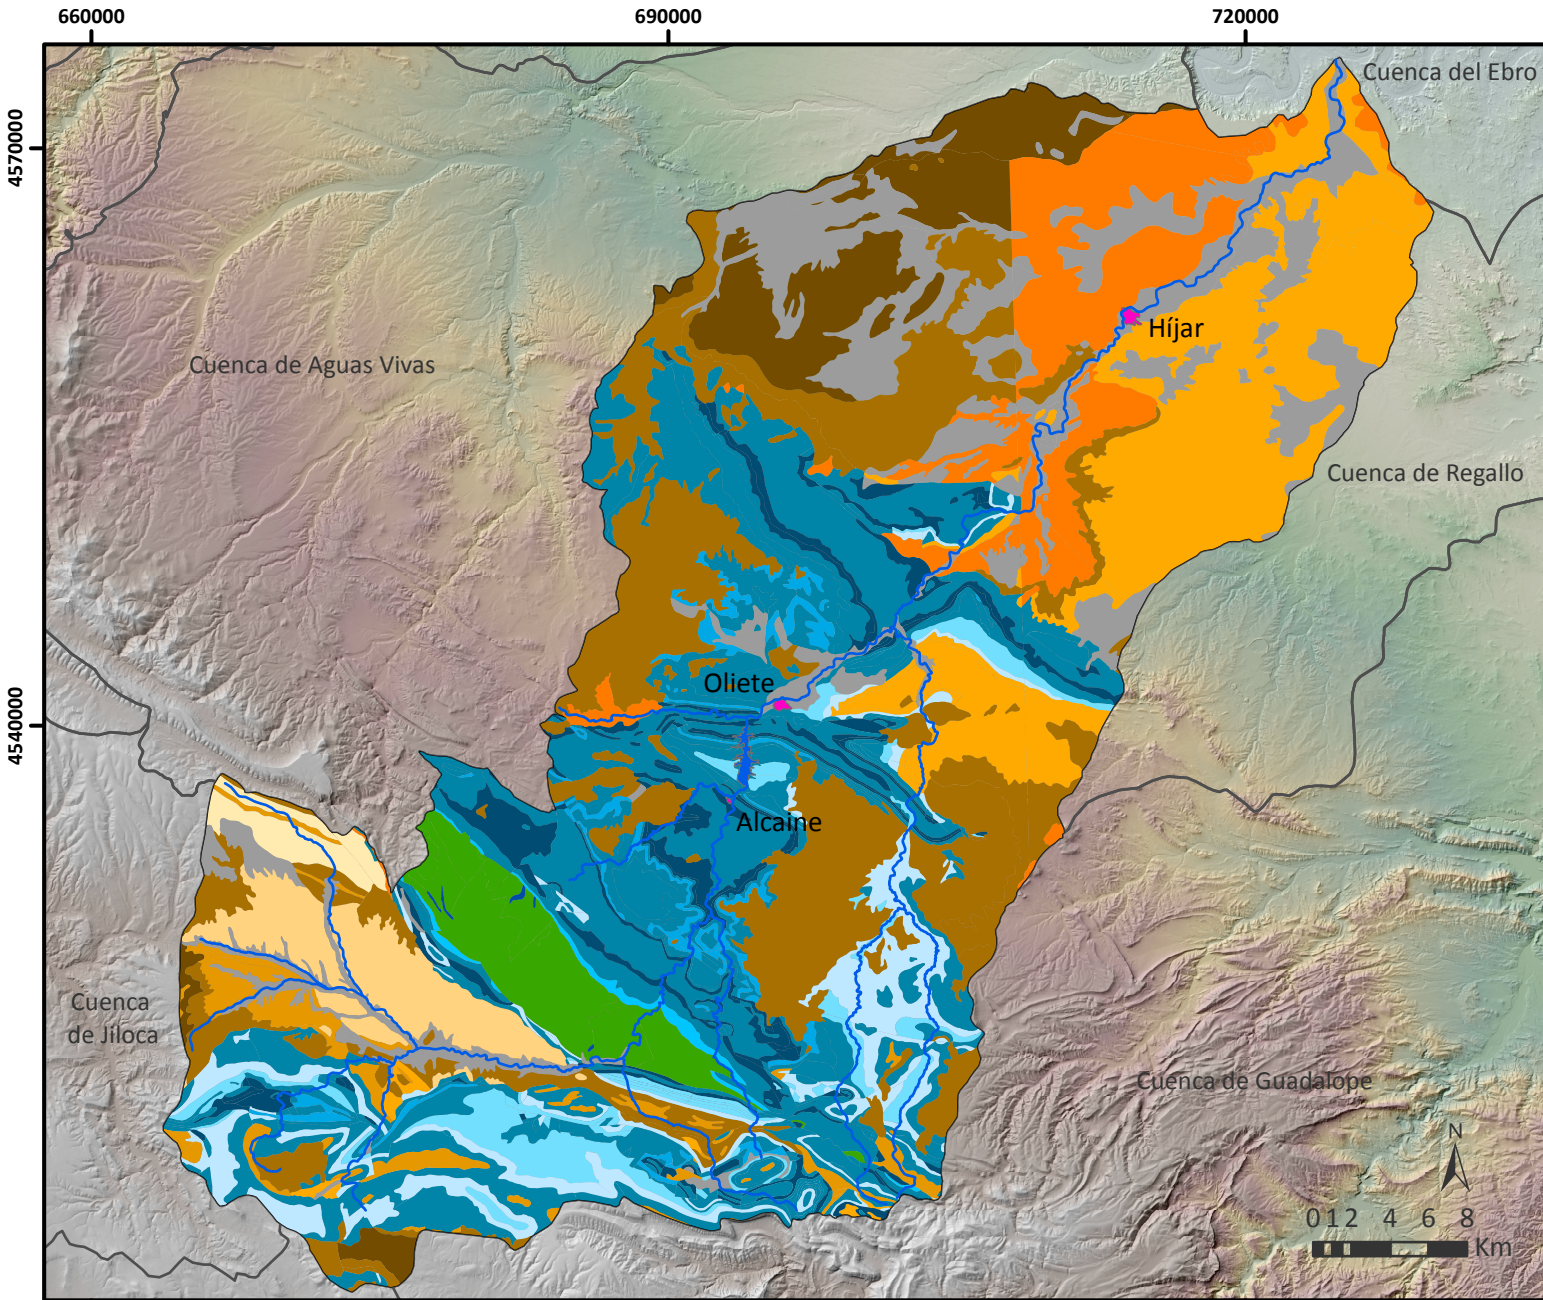 660000
690000
720000
Cuenca del Ebro
4570000
Híjar
Cuenca de Aguas Vivas
Cuenca de Regallo
Oliete
4540000
Alcaine
Cuenca
de Jíloca
Cuenca de Guadalope
N
0 1 2 4 6 8
Km